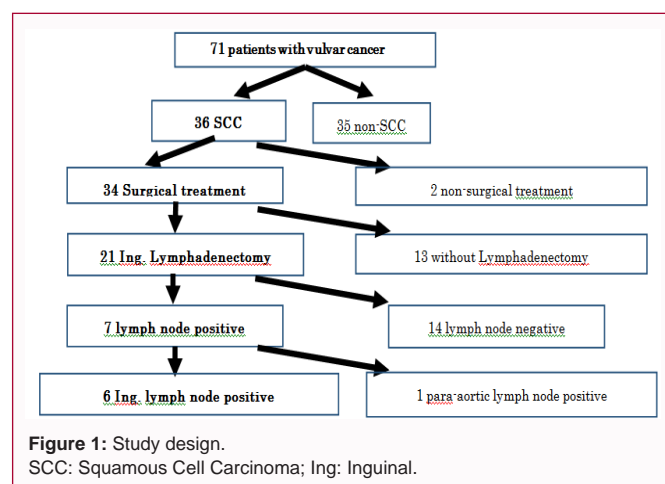 71 patients with vulvar cancer
36 SCC
35 non-SCC
34 Surgical treatment
2 non-surgical treatment
21 Ing. Lymphadenectomy
13 without Lymphadenectomy
7 lymph node positive
14 lymph node negative
6 Ing. lymph node positive
1 para-aortic lymph node positive
Figure 1: Study design.
SCC: Squamous Cell Carcinoma; Ing: Inguinal.